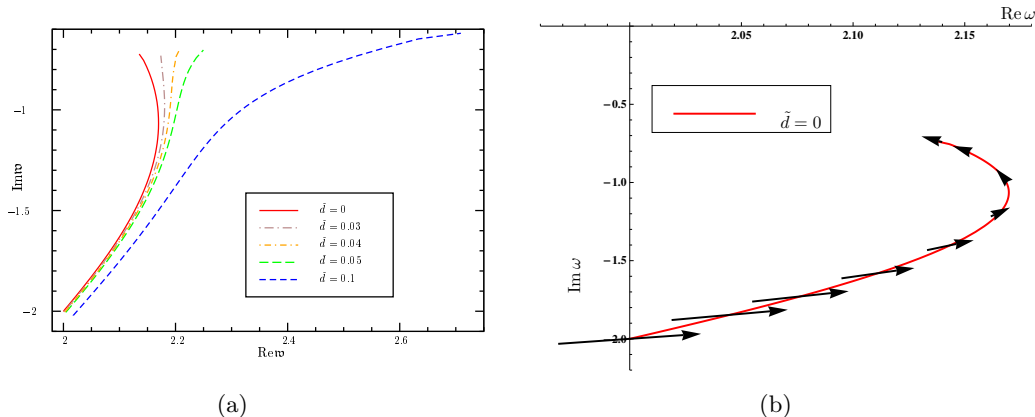 −1
−1.5
−2
Im𝔴
2
2.2
2.4
2.6
Re𝔴
d̃ = 0
d̃ = 0.03
d̃ = 0.04
d̃ = 0.05
d̃ = 0.1
(a)
Re ω
2.05
2.10
2.15
−0.5
−1.0
−1.5
−2.0
Im ω
d̃ = 0
(b)